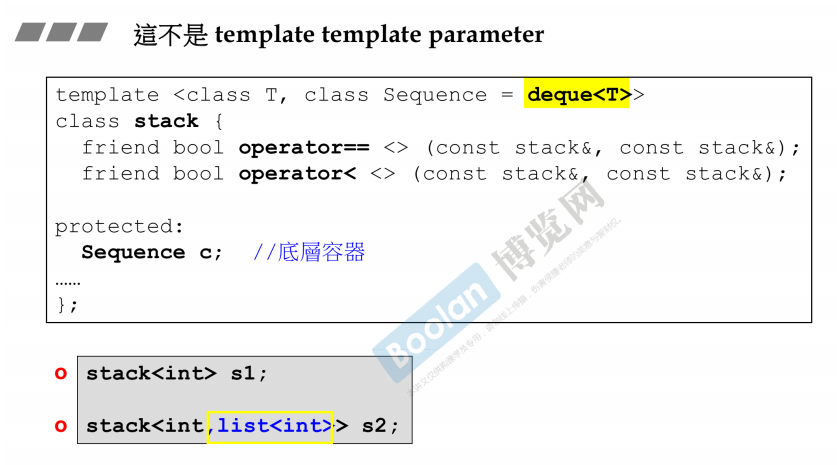 這不是 template template parameter
template <class T, class Sequence = deque<T>>
class stack {
friend bool operator== <> (const stack&, const stack&);
friend bool operator< <> (const stack&, const stack&);
protected:
Sequence c; //底層容器
……
};
Boolan 博览网
o stack<int> s1;
o stack<int,list<int>> s2;